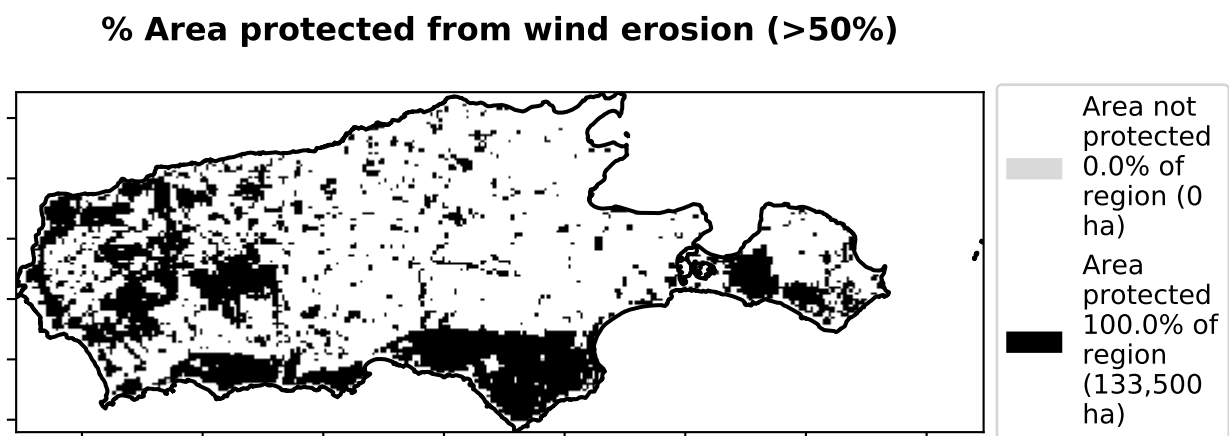 % Area protected from wind erosion (>50%)
Area not
protected
0.0% of
region (0
ha)
Area
protected
100.0% of
region
(133,500
ha)